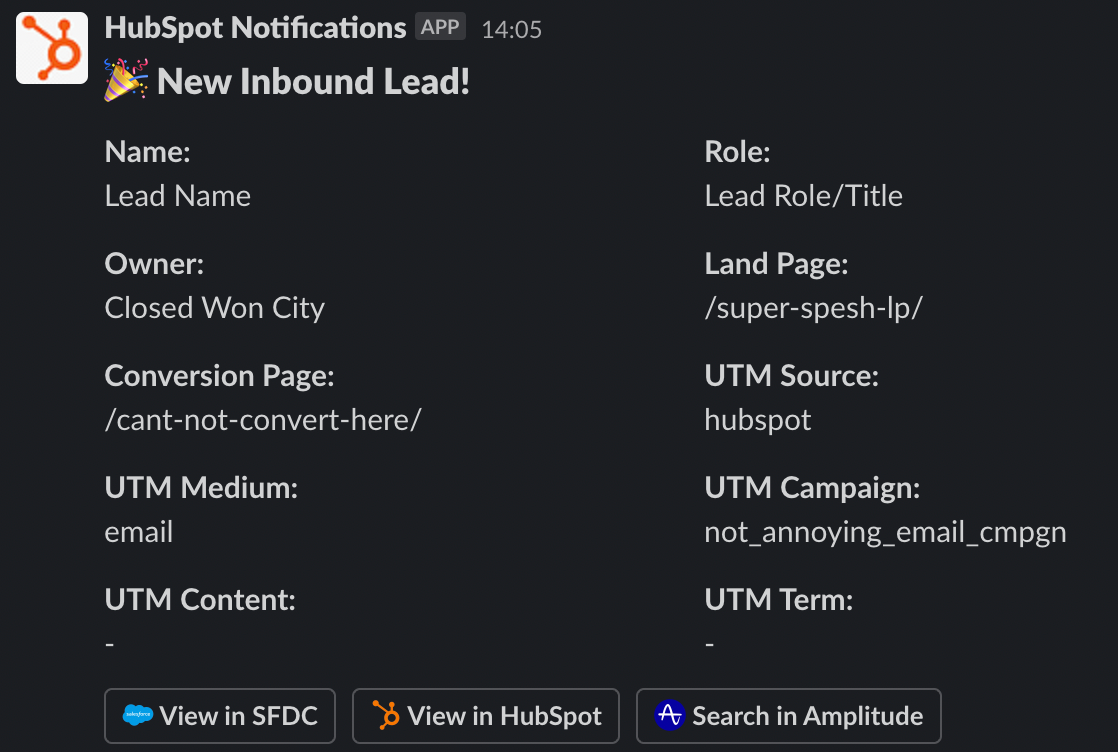 HubSpot Notifications APP 14:05
New Inbound Lead!
Name:
Lead Name
Role:
Lead Role/Title
Owner:
Closed Won City
Land Page:
/super-spesh-lp/
Conversion Page:
/cant-not-convert-here/
UTM Source:
hubspot
UTM Medium:
email
UTM Campaign:
not_annoying_email_cmpgn
UTM Content:
-
UTM Term:
-
salesforce View in SFDC
View in HubSpot
Search in Amplitude